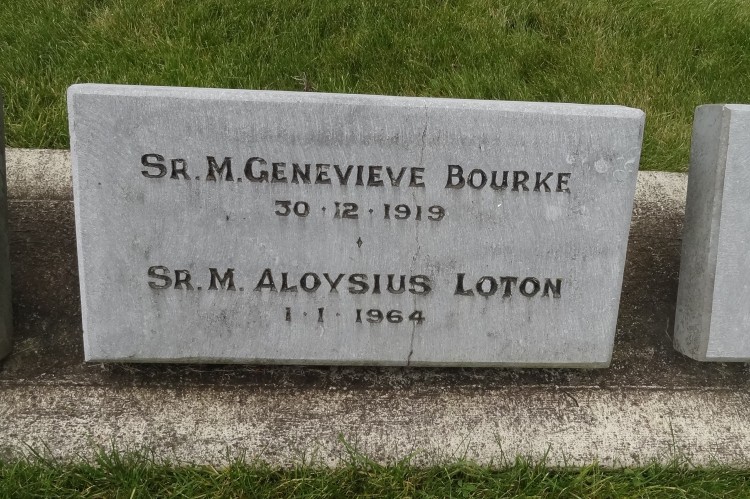 Sr. M. Genevieve Bourke
30 · 12 · 1919
Sr. M. Aloysius Loton
1 · 1 · 1964